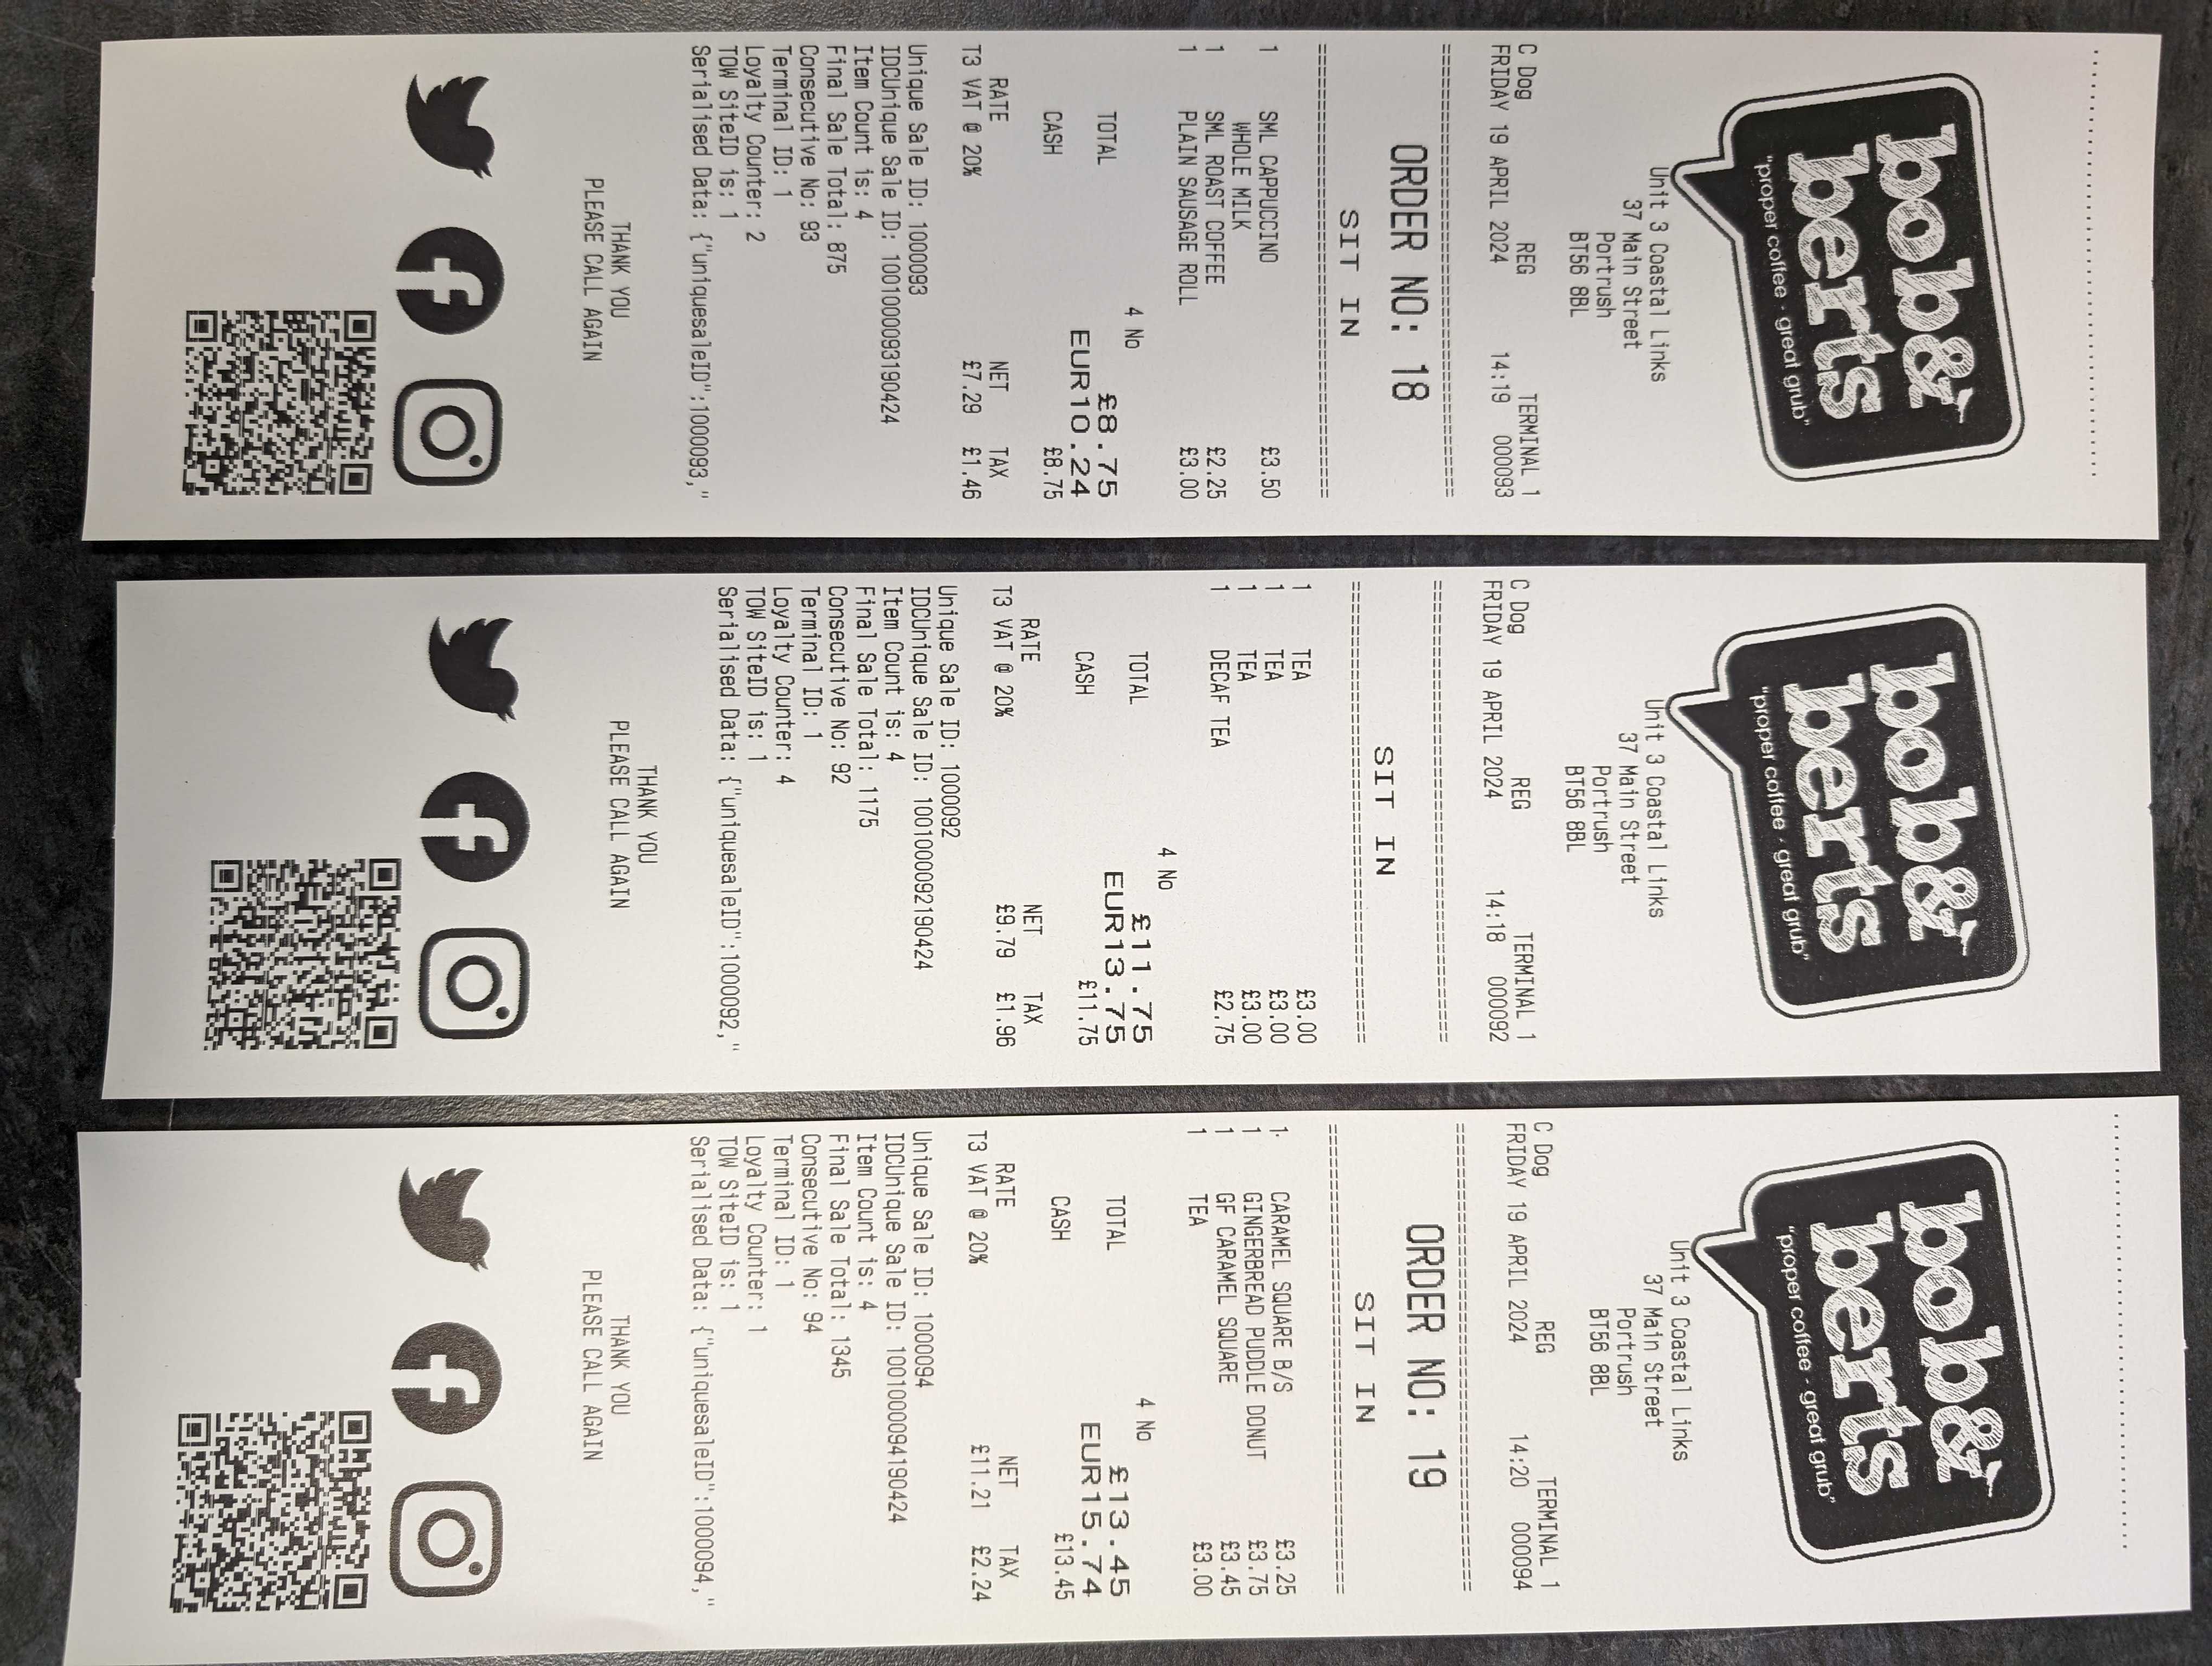 bob&
berts
"proper coffee - great grub"
Unit 3 Coastal Links
37 Main Street
Portrush
BT56 8BL
C Dog REG TERMINAL 1
FRIDAY 19 APRIL 2024 14:19 000093
ORDER NO: 18
SIT IN
1 SML CAPPUCCINO £3.50
WHOLE MILK
1 SML ROAST COFFEE £2.25
1 PLAIN SAUSAGE ROLL £3.00
4 No
TOTAL £8.75
EUR10.24
CASH £8.75
RATE NET TAX
T3 VAT @ 20% £7.29 £1.46
Unique Sale ID: 1000093
IDCUnique Sale ID: 1001000093190424
Item Count is: 4
Final Sale Total: 875
Consecutive No: 93
Terminal ID: 1
Loyalty Counter: 2
TOW SiteID is: 1
Serialised Data: {"uniquesaleID":1000093,"
THANK YOU
PLEASE CALL AGAIN
bob&
berts
"proper coffee - great grub"
Unit 3 Coastal Links
37 Main Street
Portrush
BT56 8BL
C Dog REG TERMINAL 1
FRIDAY 19 APRIL 2024 14:18 000092
SIT IN
1 TEA £3.00
1 TEA £3.00
1 TEA £3.00
1 DECAF TEA £2.75
4 No
TOTAL £11.75
EUR13.75
CASH £11.75
RATE NET TAX
T3 VAT @ 20% £9.79 £1.96
Unique Sale ID: 1000092
IDCUnique Sale ID: 1001000092190424
Item Count is: 4
Final Sale Total: 1175
Consecutive No: 92
Terminal ID: 1
Loyalty Counter: 4
TOW SiteID is: 1
Serialised Data: {"uniquesaleID":1000092,"
THANK YOU
PLEASE CALL AGAIN
bob&
berts
"proper coffee - great grub"
Unit 3 Coastal Links
37 Main Street
Portrush
BT56 8BL
C Dog REG TERMINAL 1
FRIDAY 19 APRIL 2024 14:20 000094
ORDER NO: 19
SIT IN
1 CARAMEL SQUARE B/S £3.25
1 GINGERBREAD PUDDLE DONUT £3.75
1 GF CARAMEL SQUARE £3.45
1 TEA £3.00
4 No
TOTAL £13.45
EUR15.74
CASH £13.45
RATE NET TAX
T3 VAT @ 20% £11.21 £2.24
Unique Sale ID: 1000094
IDCUnique Sale ID: 1001000094190424
Item Count is: 4
Final Sale Total: 1345
Consecutive No: 94
Terminal ID: 1
Loyalty Counter: 1
TOW SiteID is: 1
Serialised Data: {"uniquesaleID":1000094,"
THANK YOU
PLEASE CALL AGAIN